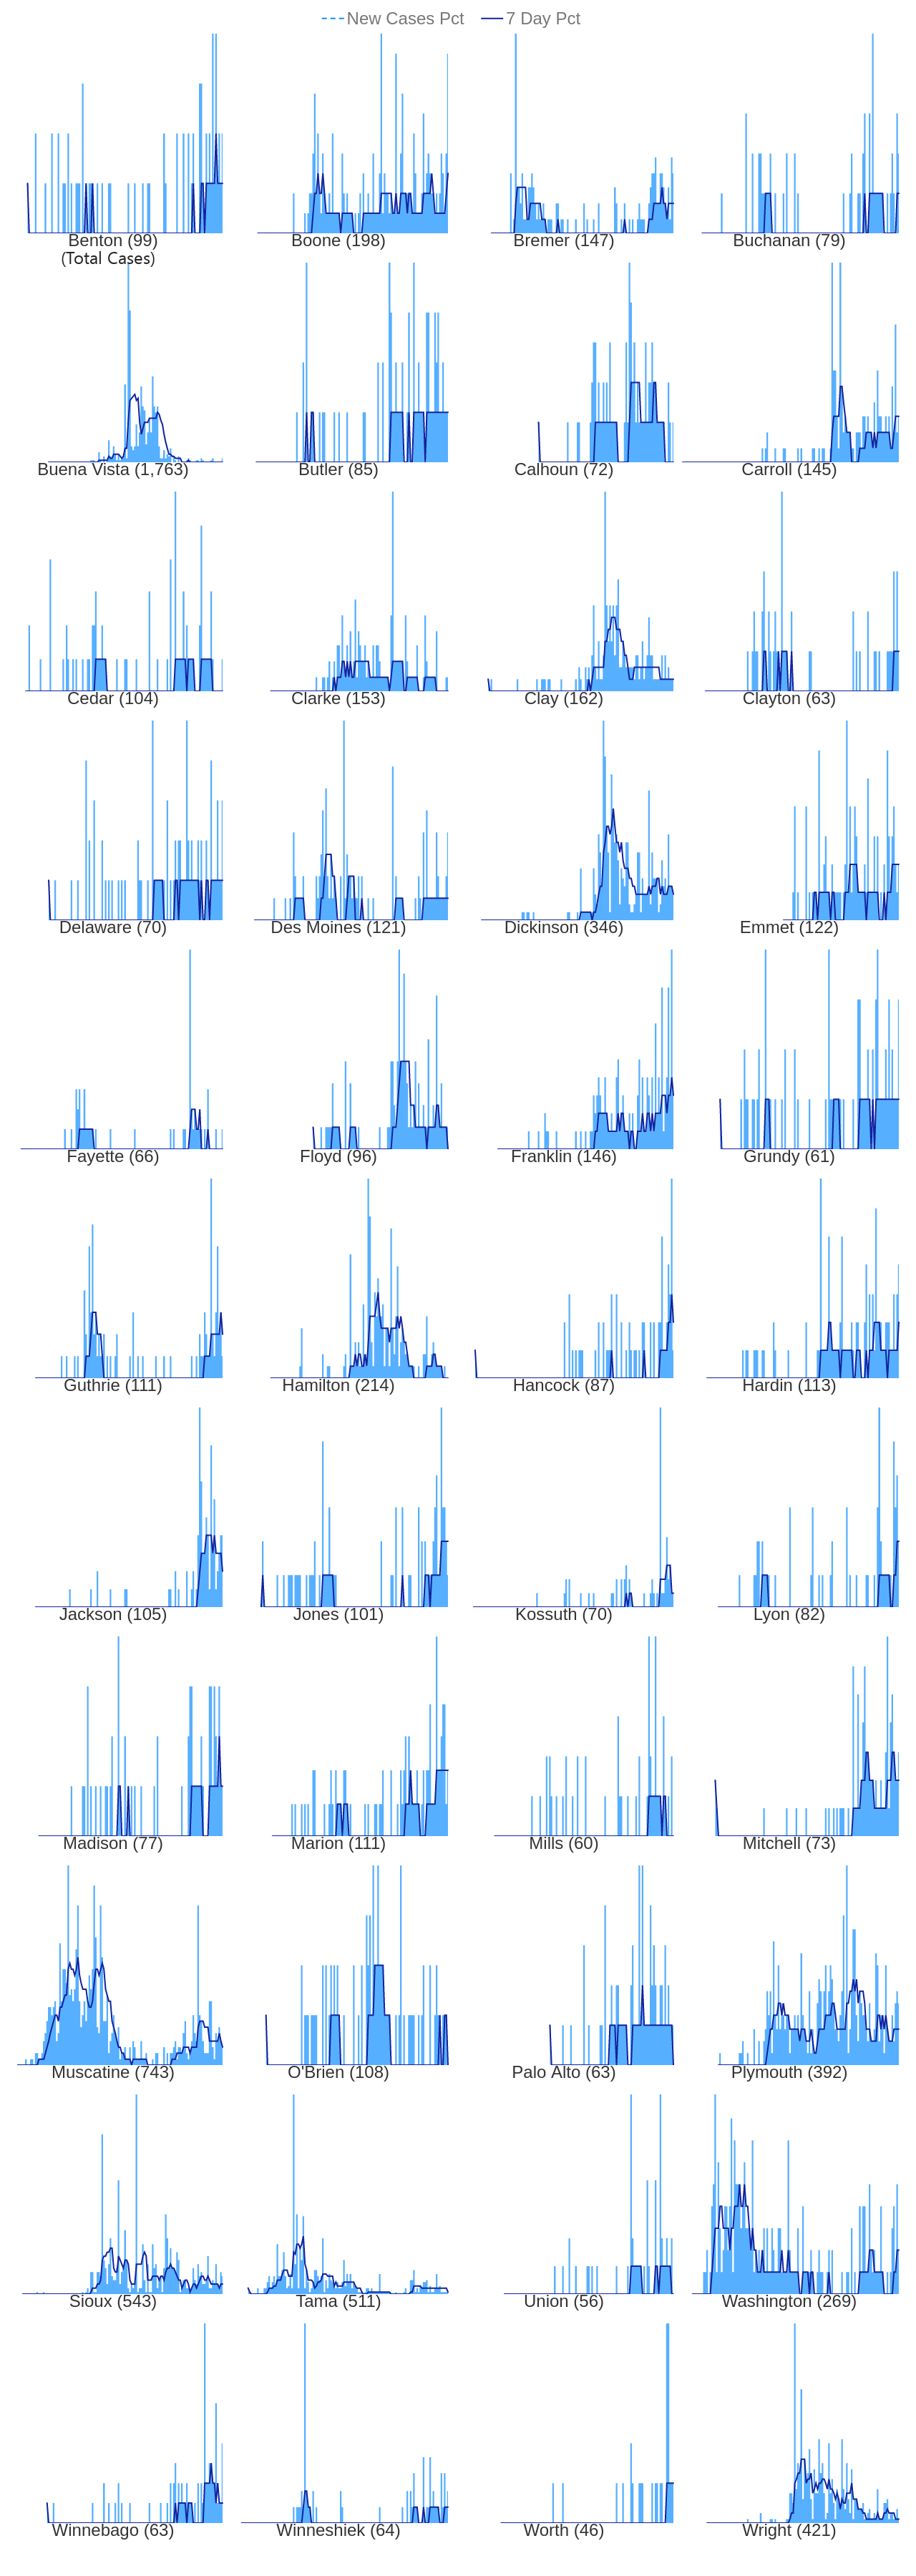 New Cases Pct 7 Day Pct
Benton (99) Boone (198) Bremer (147) Buchanan (79)
(Total Cases)
Buena Vista (1,763) Butler (85) Calhoun (72) Carroll (145)
Cedar (104) Clarke (153) Clay (162) Clayton (63)
Delaware (70) Des Moines (121) Dickinson (346) Emmet (122)
Fayette (66) Floyd (96) Franklin (146) Grundy (61)
Guthrie (111) Hamilton (214) Hancock (87) Hardin (113)
Jackson (105) Jones (101) Kossuth (70) Lyon (82)
Madison (77) Marion (111) Mills (60) Mitchell (73)
Muscatine (743) O'Brien (108) Palo Alto (63) Plymouth (392)
Sioux (543) Tama (511) Union (56) Washington (269)
Winnebago (63) Winneshiek (64) Worth (46) Wright (421)